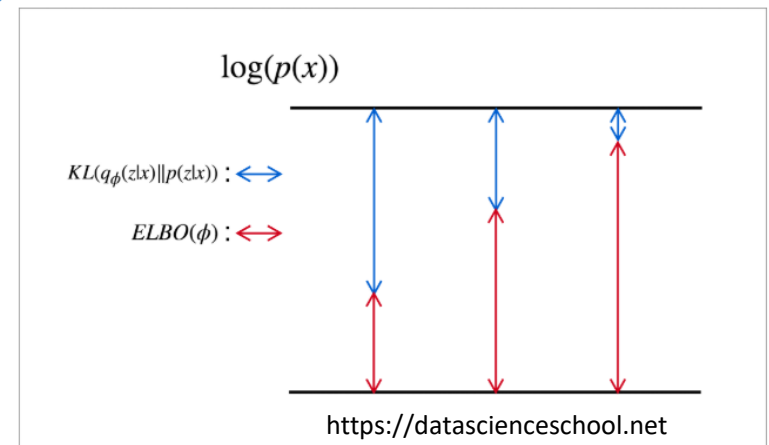 log(p(x))
KL(qϕ(z|x)||p(z|x)) :
ELBO(ϕ) :
https://datascienceschool.net